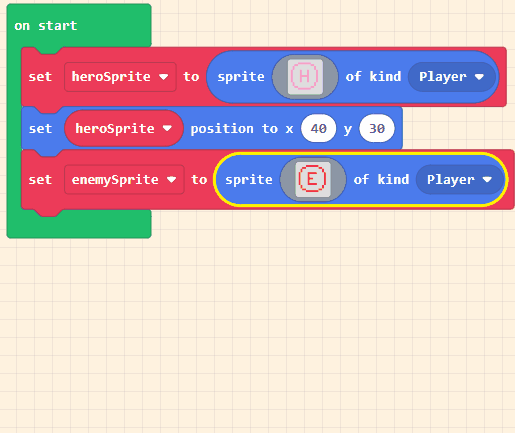 on start
set heroSprite to sprite H of kind Player
set heroSprite position to x 40 y 30
set enemySprite to sprite E of kind Player